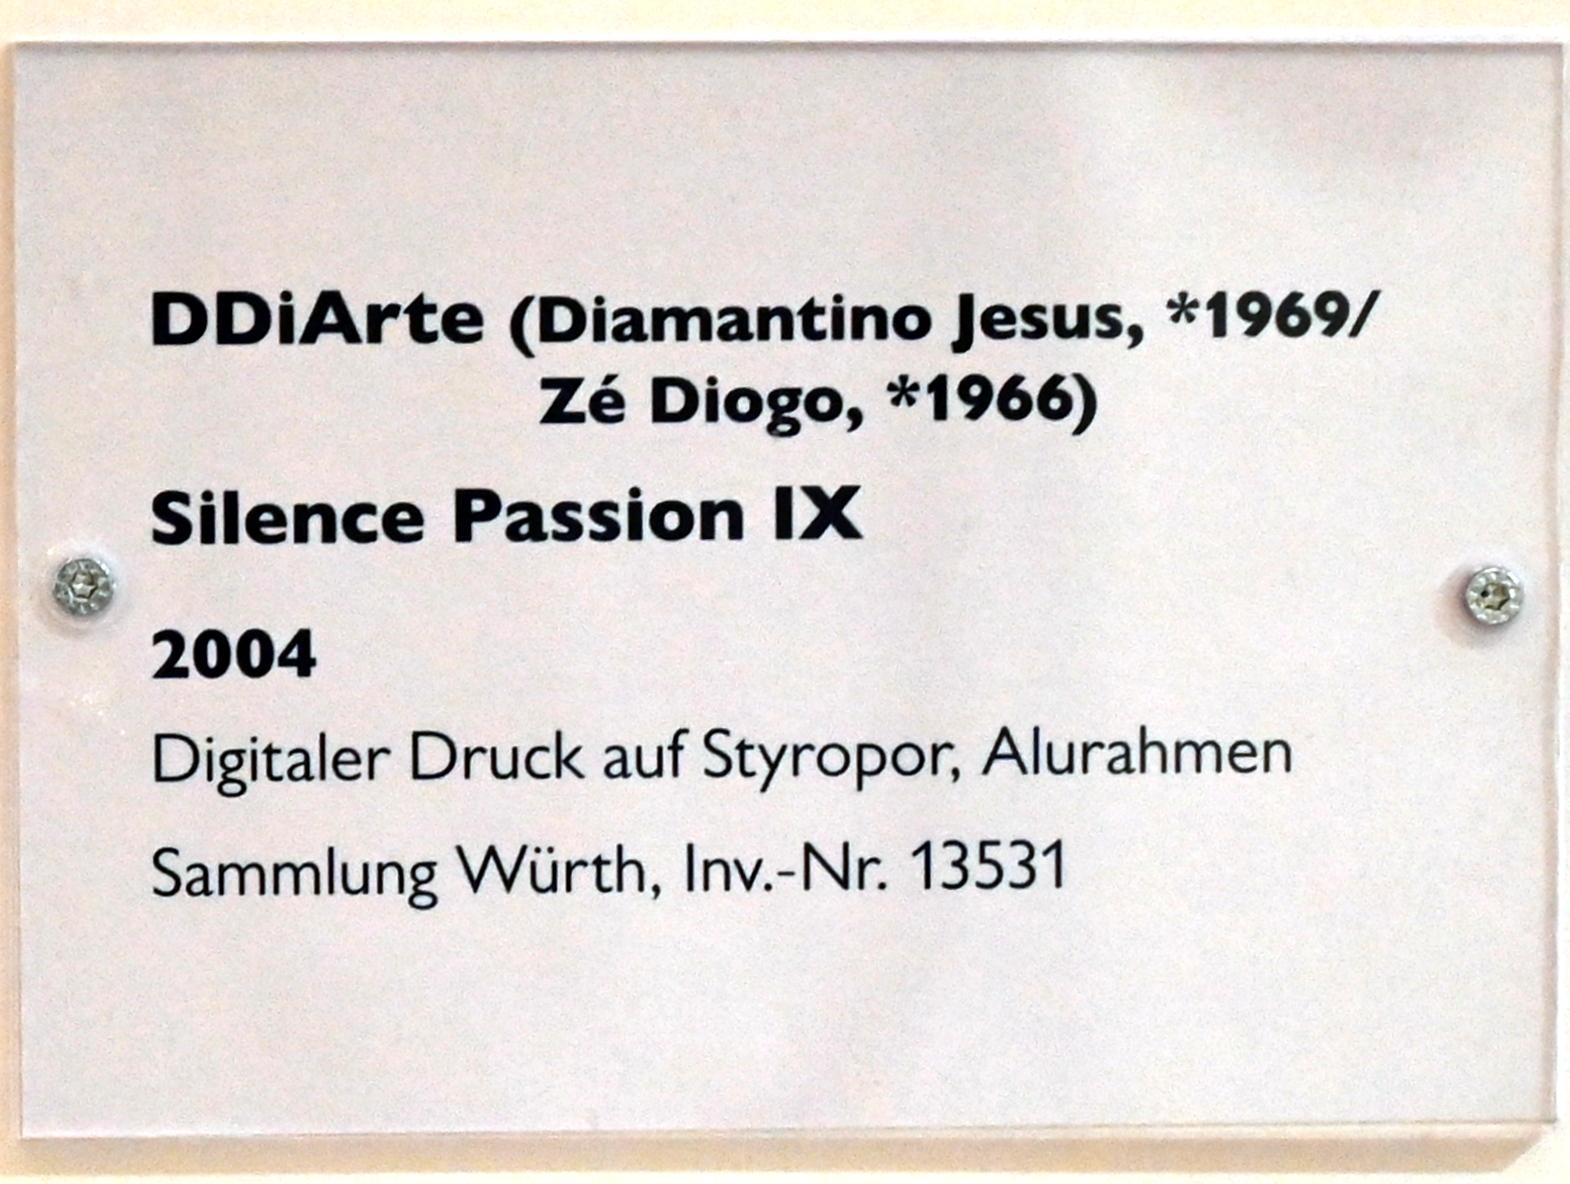 DDiArte (Diamantino Jesus, *1969/
Zé Diogo, *1966)
Silence Passion IX
2004
Digitaler Druck auf Styropor, Alurahmen
Sammlung Würth, Inv.-Nr. 13531